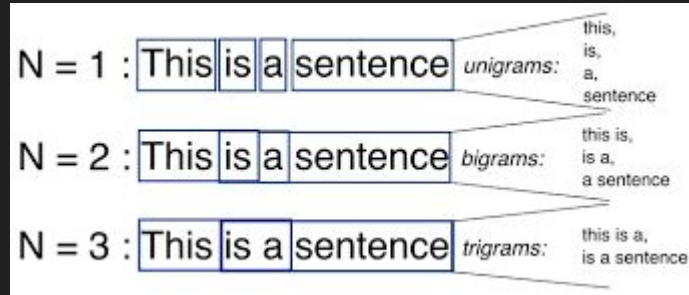 N = 1 : This is a sentence unigrams:
this,
is,
a,
sentence
N = 2 : This is a sentence bigrams:
this is,
is a,
a sentence
N = 3 : This is a sentence trigrams:
this is a,
is a sentence